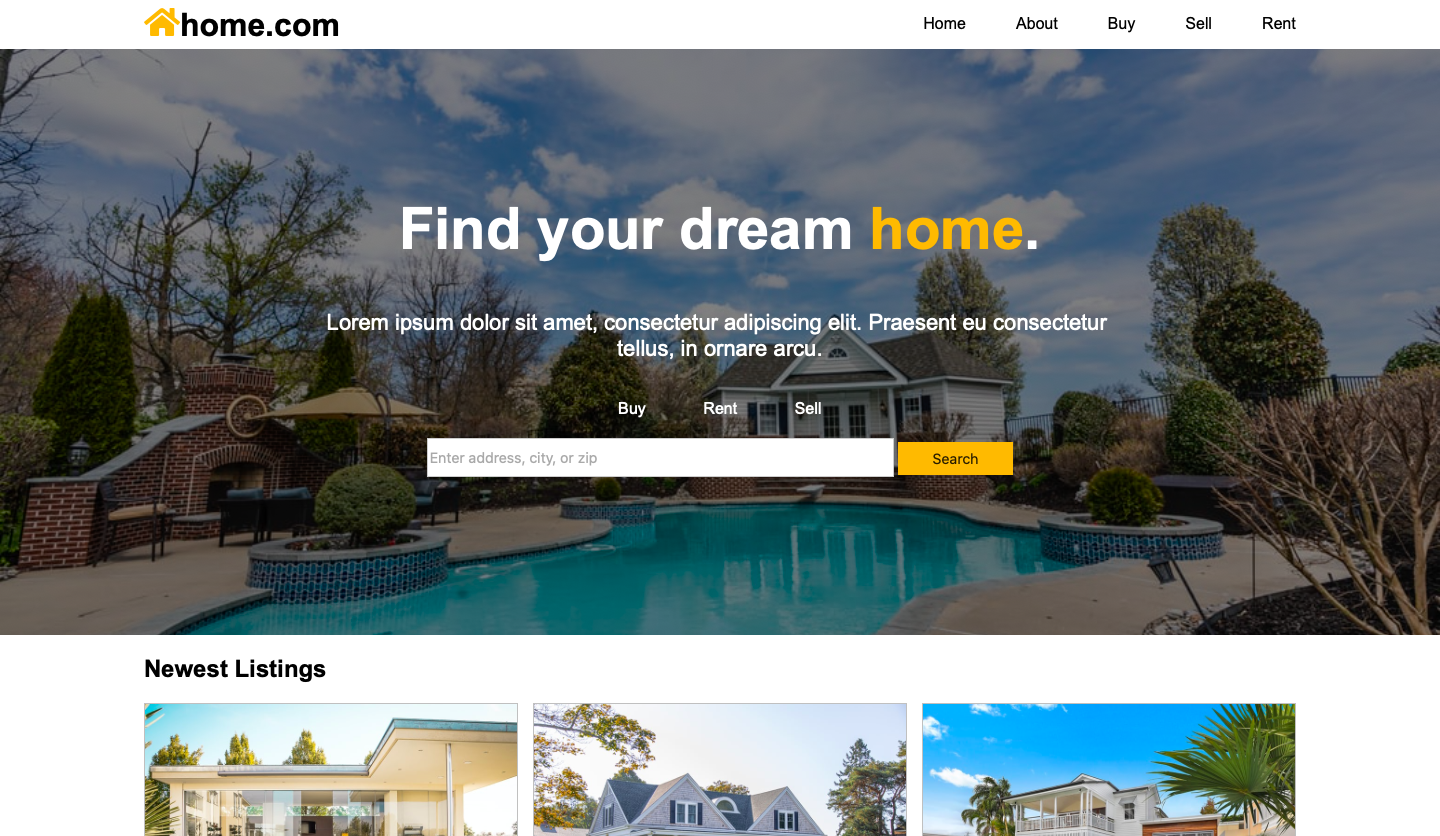 home.com
Home About Buy Sell Rent
Find your dream home.
Lorem ipsum dolor sit amet, consectetur adipiscing elit. Praesent eu consectetur
tellus, in ornare arcu.
Buy Rent Sell
Enter address, city, or zip Search
Newest Listings